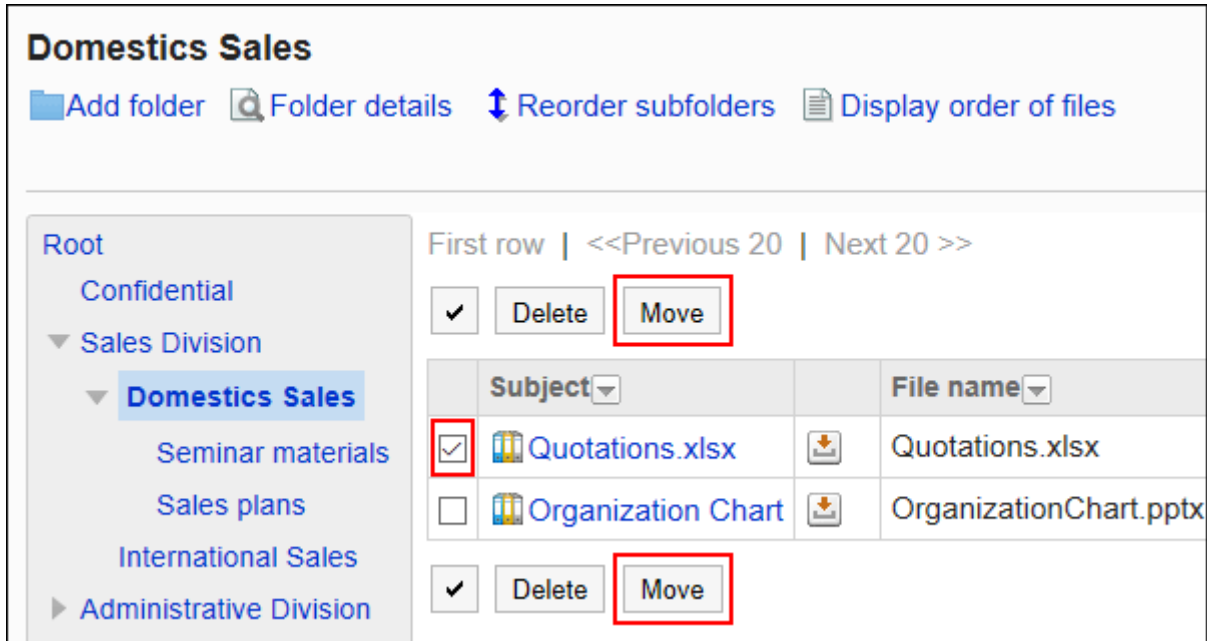 Domestics Sales
Add folder Folder details Reorder subfolders Display order of files
Root
Confidential
Sales Division
Domestics Sales
Seminar materials
Sales plans
International Sales
Administrative Division
First row | <<Previous 20 | Next 20 >>
Delete Move
Subject File name
Quotations.xlsx Quotations.xlsx
Organization Chart OrganizationChart.pptx
Delete Move